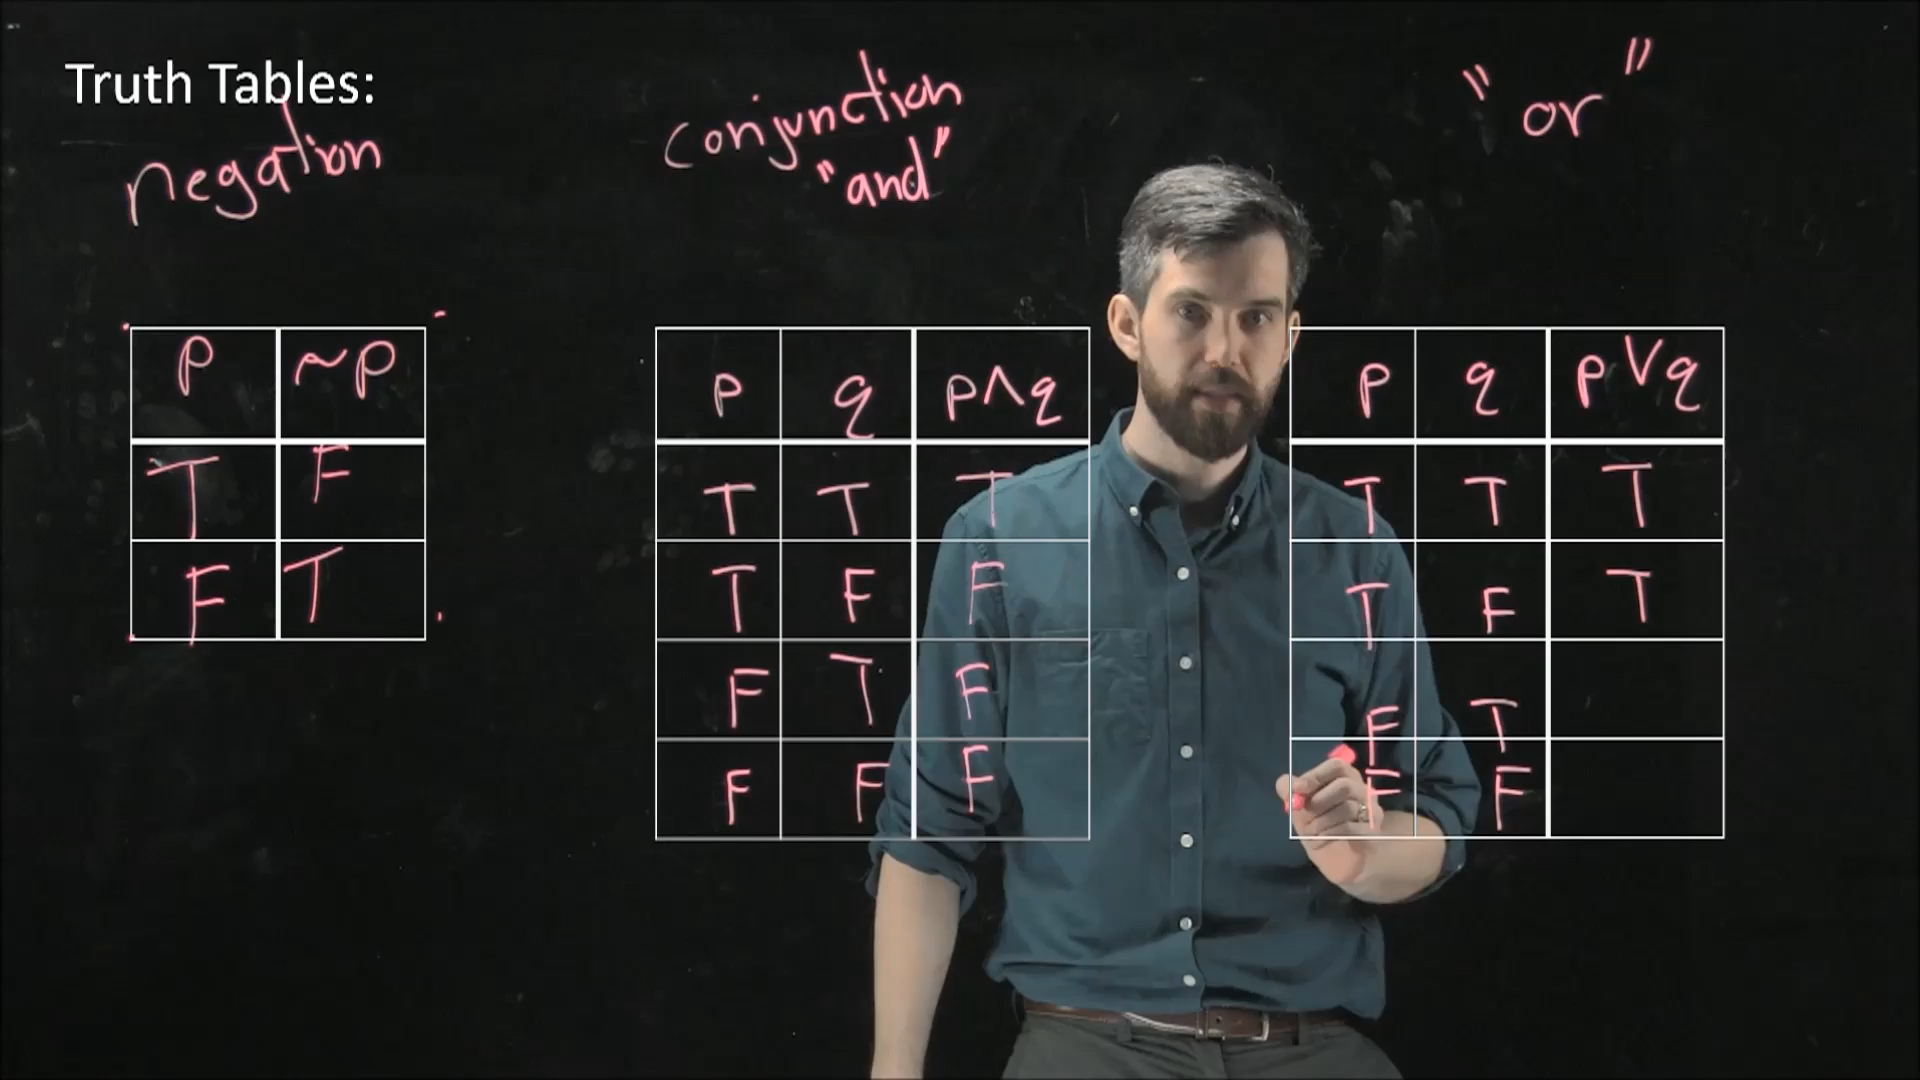 Truth Tables:
negation
conjunction
"and"
"or"
p ~p
T F
F T
p q p∧q
T T T
T F F
F T F
F F F
p q p∨q
T T T
T F T
F T
F F